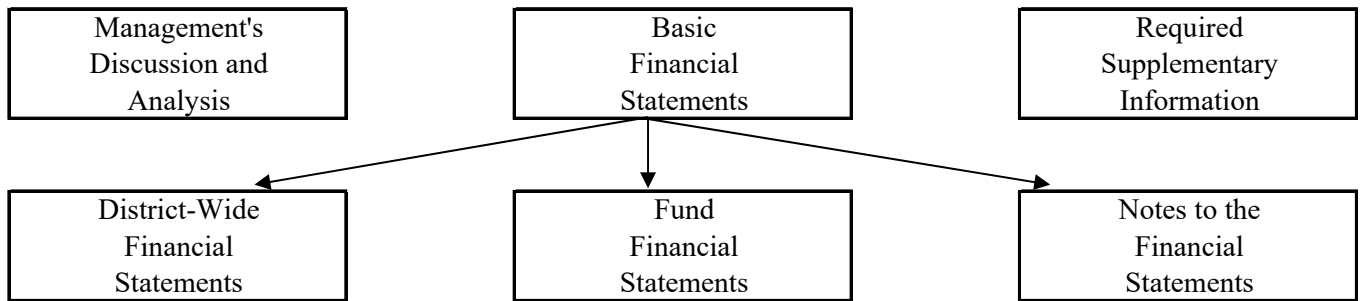 Management's
Discussion and
Analysis
Basic
Financial
Statements
Required
Supplementary
Information
District-Wide
Financial
Statements
Fund
Financial
Statements
Notes to the
Financial
Statements